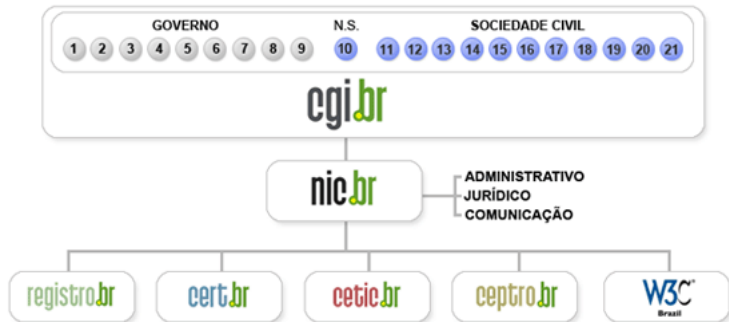 GOVERNO N.S. SOCIEDADE CIVIL
1 2 3 4 5 6 7 8 9 10 11 12 13 14 15 16 17 18 19 20 21
cgi.br
nic.br
ADMINISTRATIVO
JURÍDICO
COMUNICAÇÃO
registro.br cert.br cetic.br ceptro.br W3C®
Brazil